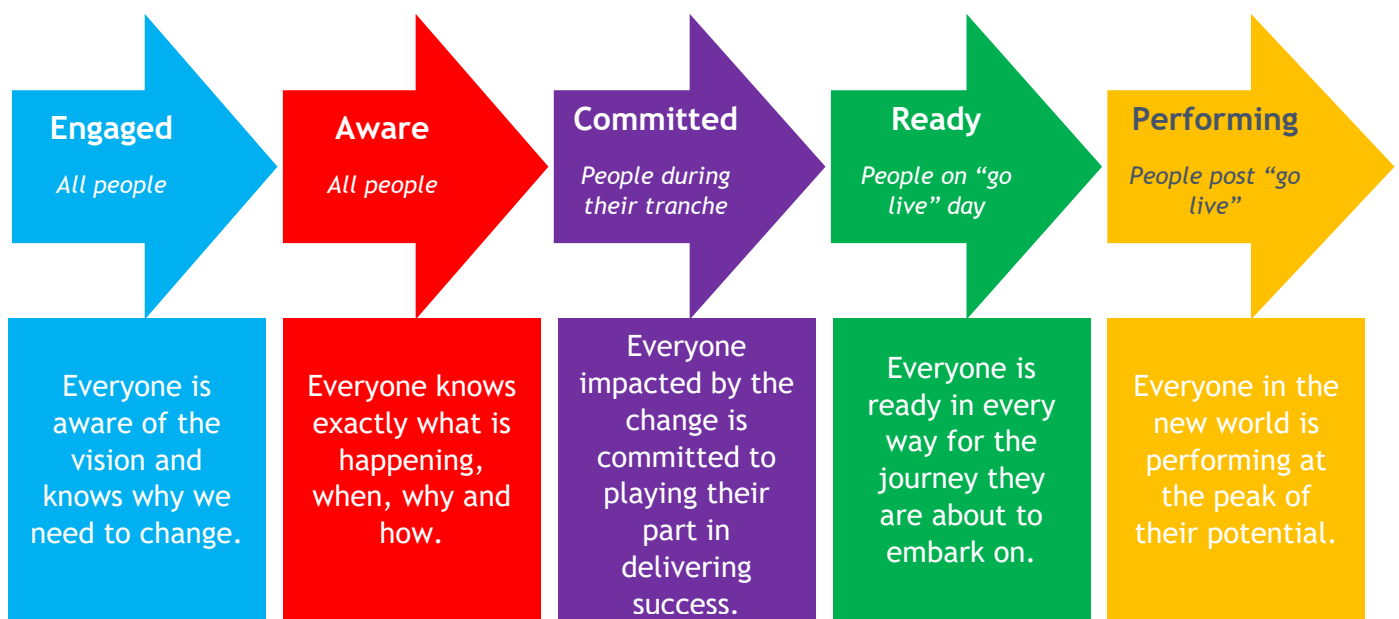 Engaged
All people
Aware
All people
Committed
People during
their tranche
Ready
People on “go
live” day
Performing
People post “go
live”
Everyone is
aware of the
vision and
knows why we
need to change.
Everyone knows
exactly what is
happening,
when, why and
how.
Everyone
impacted by the
change is
committed to
playing their
part in
delivering
success.
Everyone is
ready in every
way for the
journey they
are about to
embark on.
Everyone in the
new world is
performing at
the peak of
their potential.